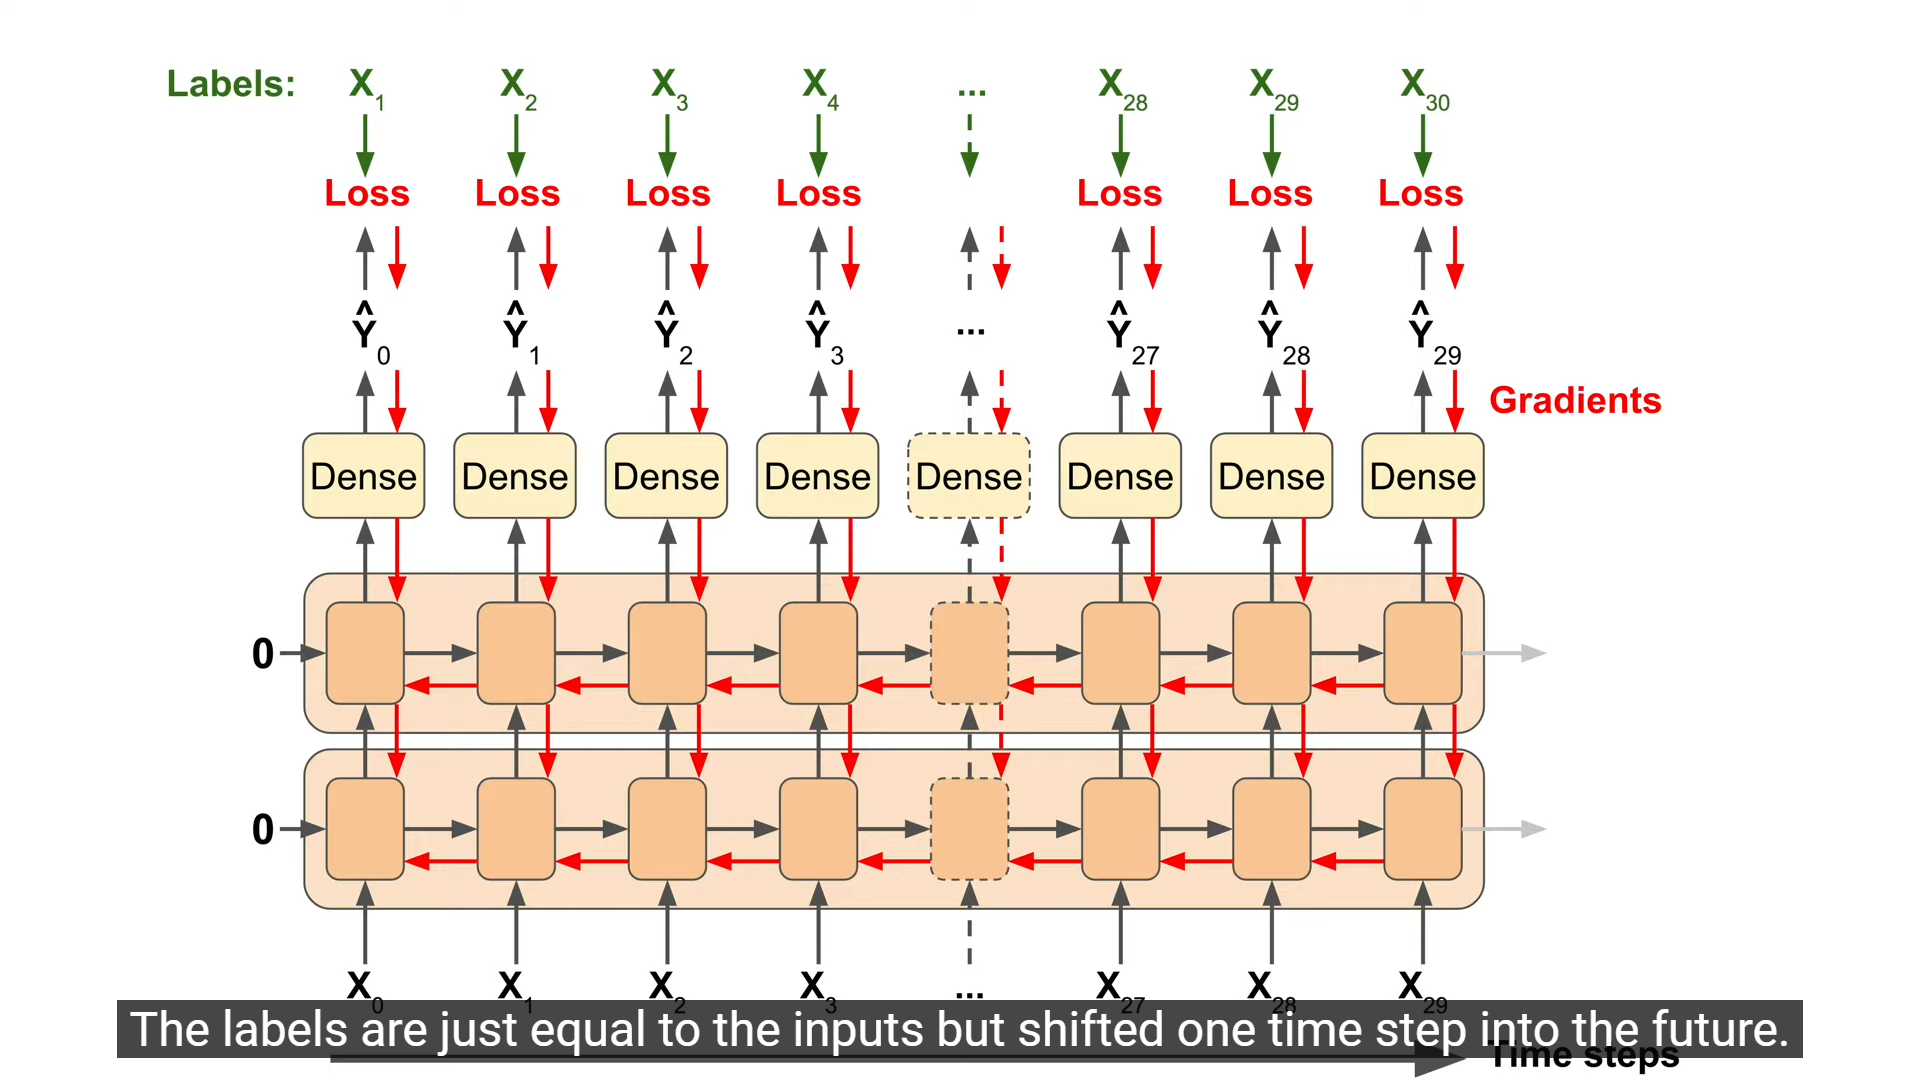 Labels: X1 X2 X3 X4 ... X28 X29 X30
Loss Loss Loss Loss Loss Loss Loss
Ŷ0 Ŷ1 Ŷ2 Ŷ3 ... Ŷ27 Ŷ28 Ŷ29
Gradients
Dense Dense Dense Dense Dense Dense Dense Dense
0
0
X0 X1 X2 X3 ... X27 X28 X29
The labels are just equal to the inputs but shifted one time step into the future.
Time steps